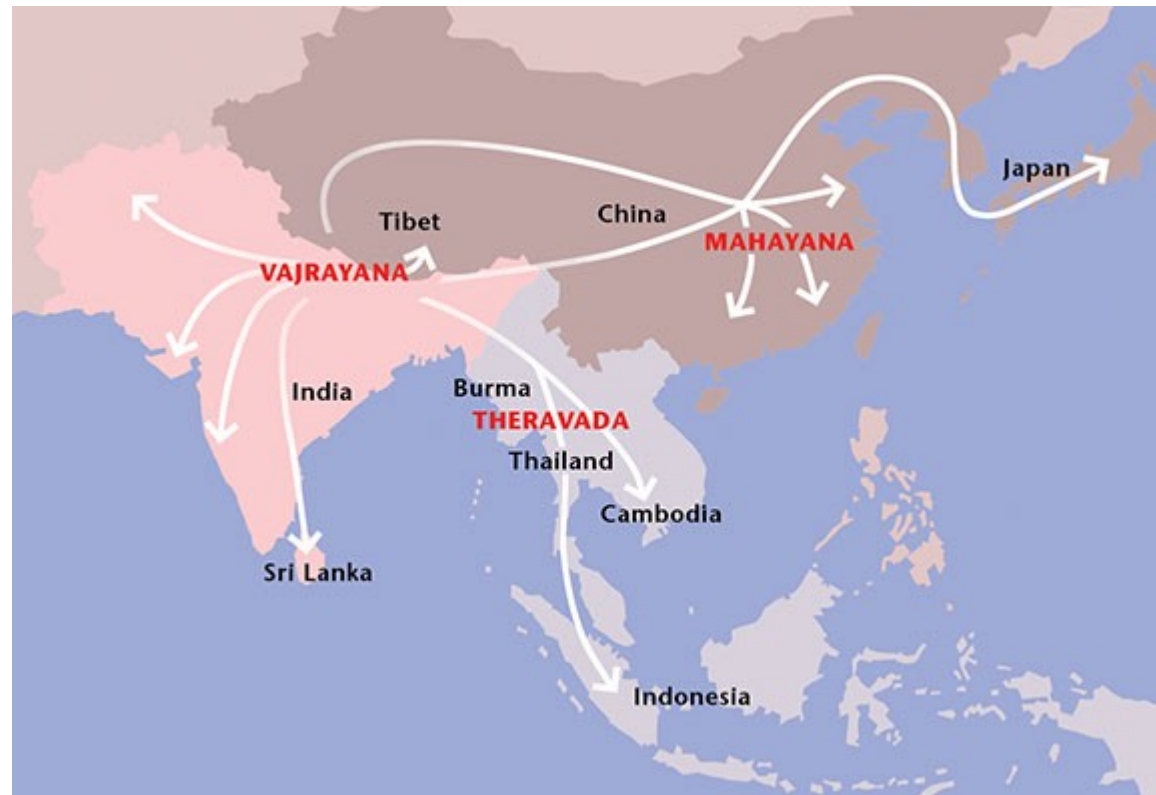 Japan
Tibet
China
MAHAYANA
VAJRAYANA
India
Burma
THERAVADA
Thailand
Cambodia
Sri Lanka
Indonesia